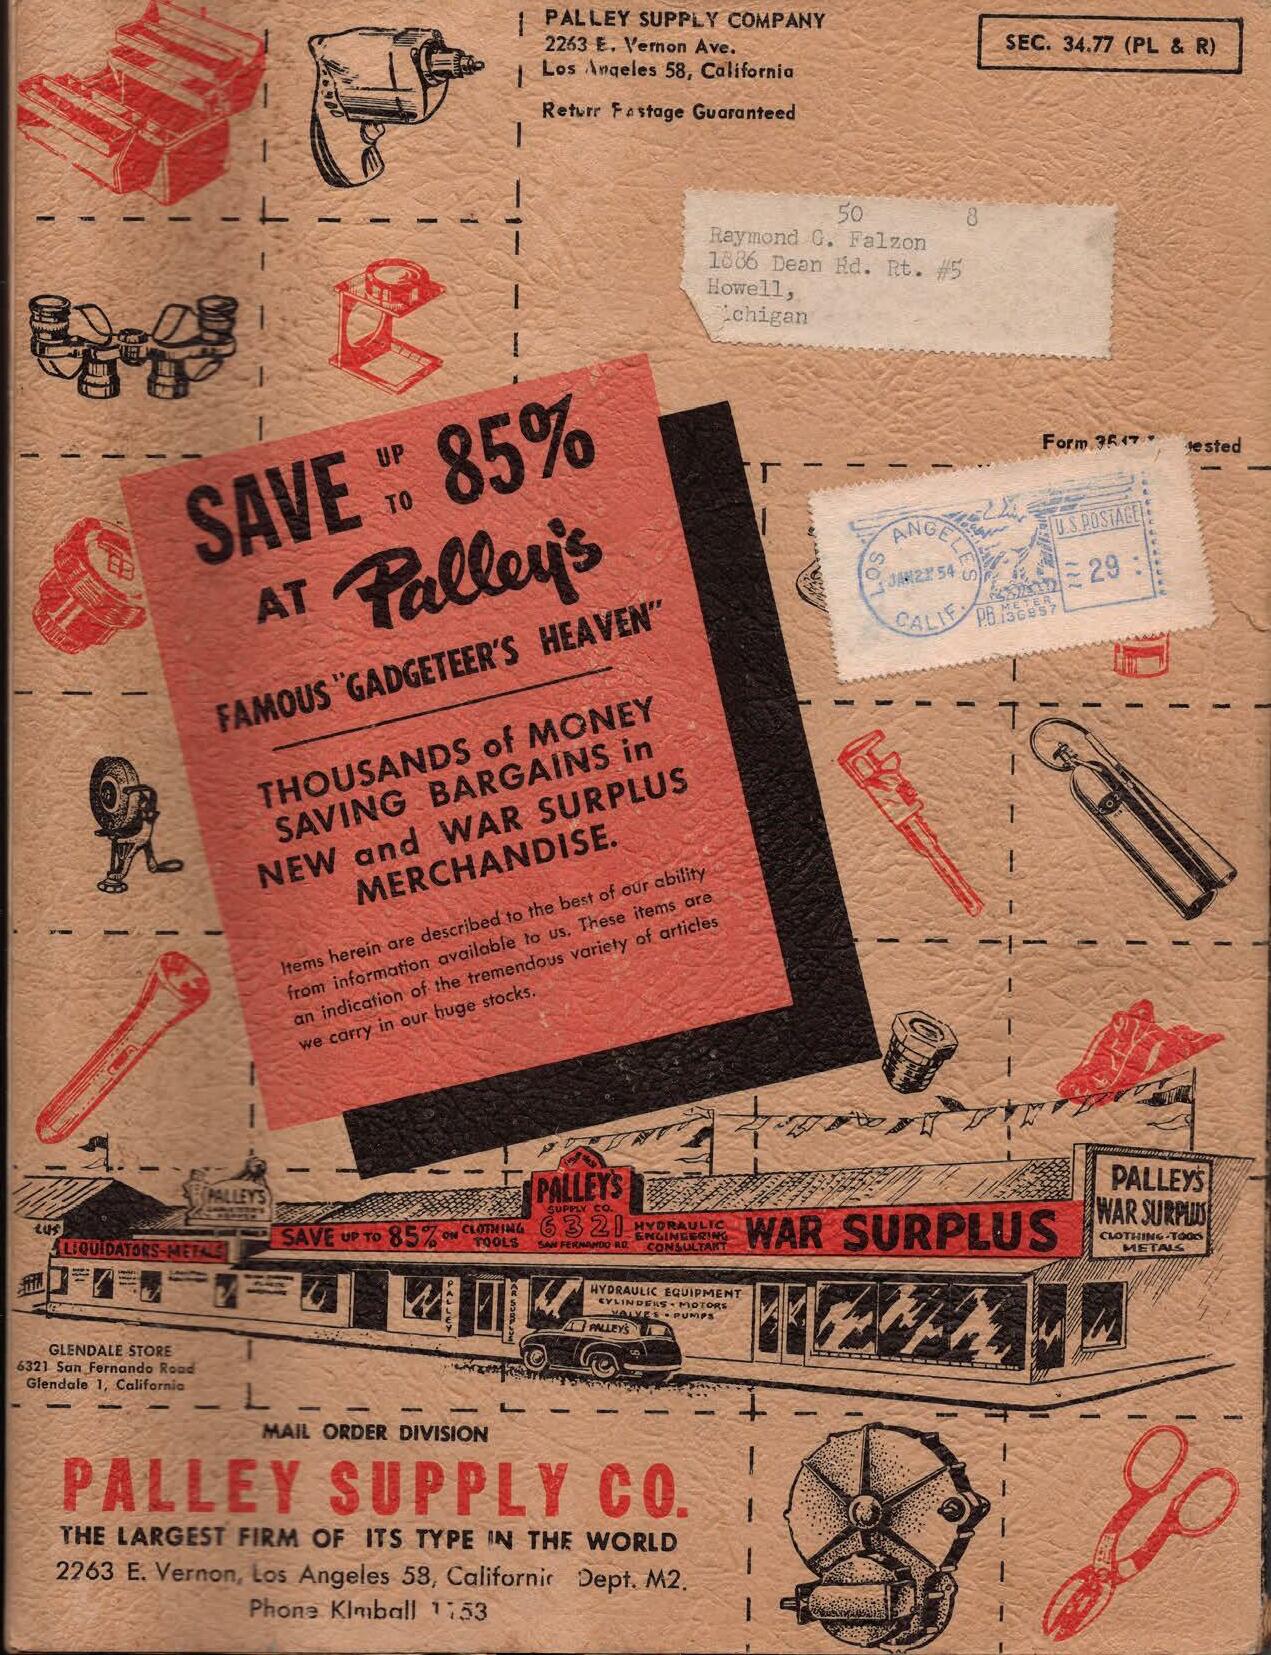 PALLEY SUPPLY COMPANY
2263 E. Vernon Ave.
Los Angeles 58, California
Return Postage Guaranteed
SEC. 34.77 (PL & R)
50 8
Raymond G. Falzon
1886 Dean Rd. Rt. #5
Howell,
ichigan
Form 3547
LOS ANGELES
JAN 54
CALIF.
U.S. POSTAGE
29
P.B. METER
136957
SAVE UP TO 85%
AT Palley's
FAMOUS "GADGETEER'S HEAVEN"
THOUSANDS of MONEY
SAVING BARGAINS in
NEW and WAR SURPLUS
MERCHANDISE.
Items herein are described to the best of our ability
from information available to us. These items are
an indication of the tremendous variety of articles
we carry in our huge stocks.
PALLEY'S
LIQUIDATORS-METALS
SAVE UP TO 85% ON CLOTHING
TOOLS
PALLEY'S
SUPPLY CO.
6321
SAN FERNANDO RD.
HYDRAULIC
ENGINEERING
CONSULTANT
WAR SURPLUS
PALLEY'S
WAR SURPLUS
CLOTHING-TOOLS
METALS
PALLEY
WAR SURPLUS
HYDRAULIC EQUIPMENT
CYLINDERS - MOTORS
VALVES - PUMPS
PALLEY'S
GLENDALE STORE
6321 San Fernando Road
Glendale 1, California
MAIL ORDER DIVISION
PALLEY SUPPLY CO.
THE LARGEST FIRM OF ITS TYPE IN THE WORLD
2263 E. Vernon, Los Angeles 58, California Dept. M2.
Phone KImball